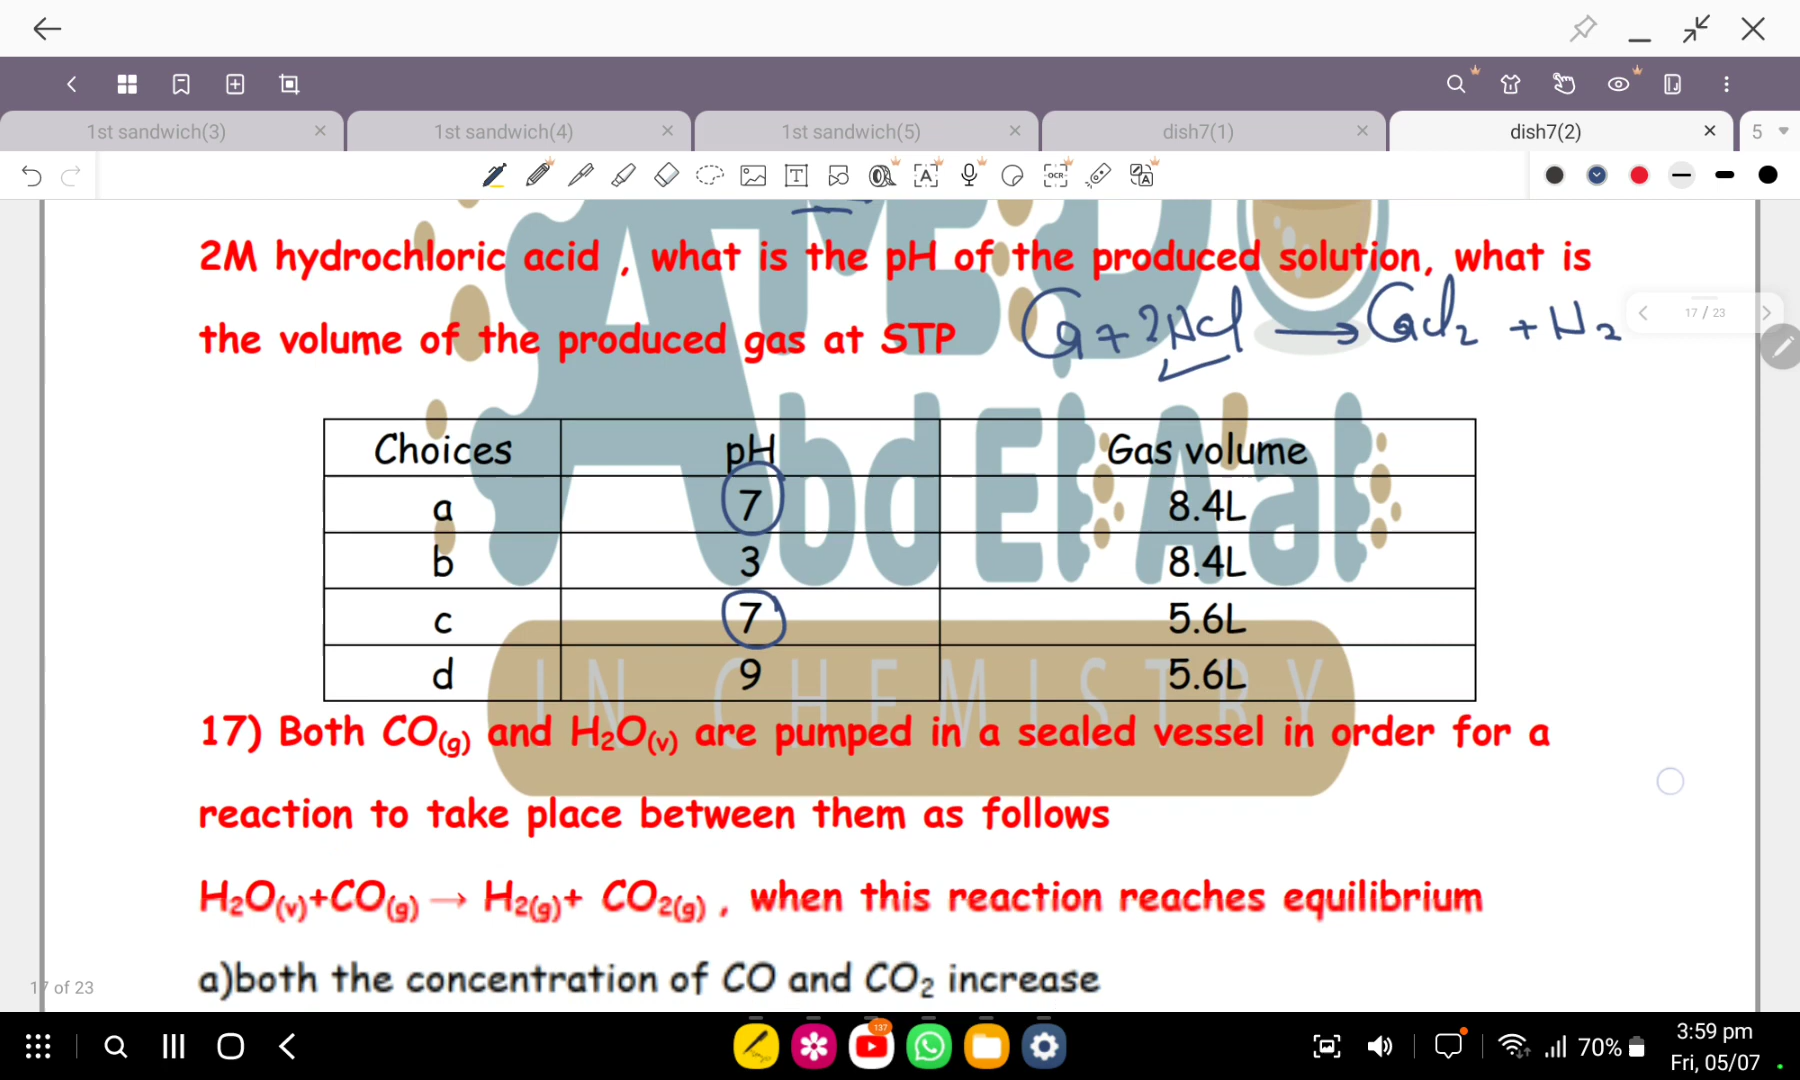 1st sandwich(3)
1st sandwich(4)
1st sandwich(5)
dish7(1)
dish7(2)
5
T
A
OCR
2M hydrochloric acid , what is the pH of the produced solution, what is
the volume of the produced gas at STP
Ca + 2HCl → CaCl₂ + H₂
17 / 23
Choices pH Gas volume
a 7 8.4L
b 3 8.4L
c 7 5.6L
d 9 5.6L
Abd El Aal
IN CHEMISTRY
17) Both CO(g) and H₂O(v) are pumped in a sealed vessel in order for a
reaction to take place between them as follows
H₂O(v)+CO(g) → H₂(g)+ CO₂(g) , when this reaction reaches equilibrium
a)both the concentration of CO and CO₂ increase
17 of 23
137
70%
3:59 pm
Fri, 05/07